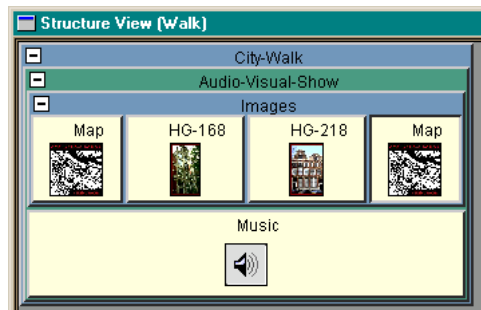 Structure View (Walk)
City-Walk
Audio-Visual-Show
Images
Map HG-168 HG-218 Map
Music